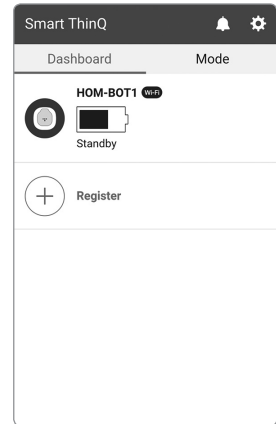 Smart ThinQ
Dashboard Mode
HOM-BOT1 Wi-Fi
Standby
Register